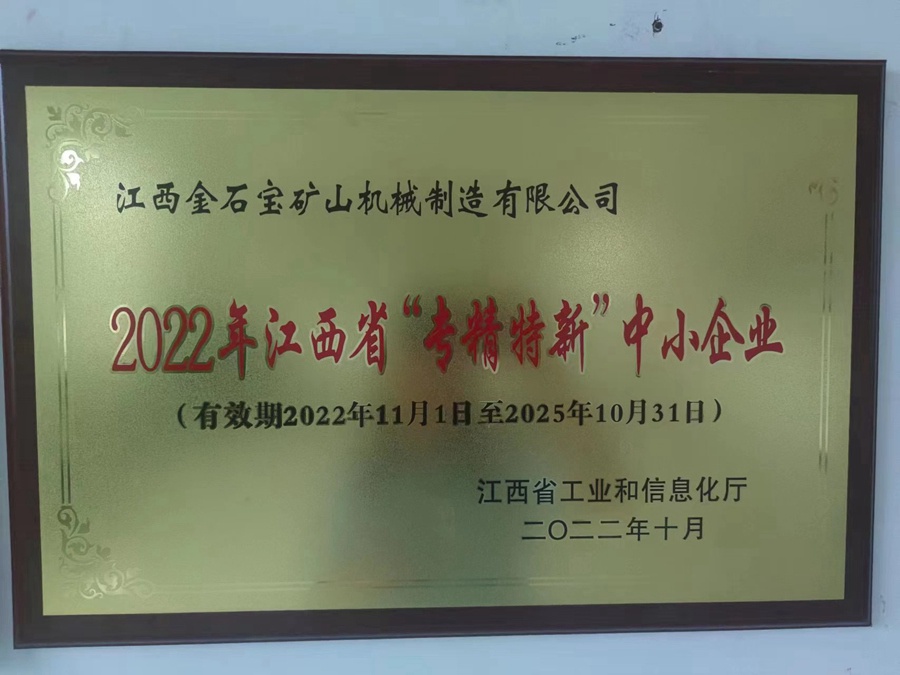 江西金石宝矿山机械制造有限公司
2022年江西省“专精特新”中小企业
（有效期2022年11月1日至2025年10月31日）
江西省工业和信息化厅
二〇二二年十月